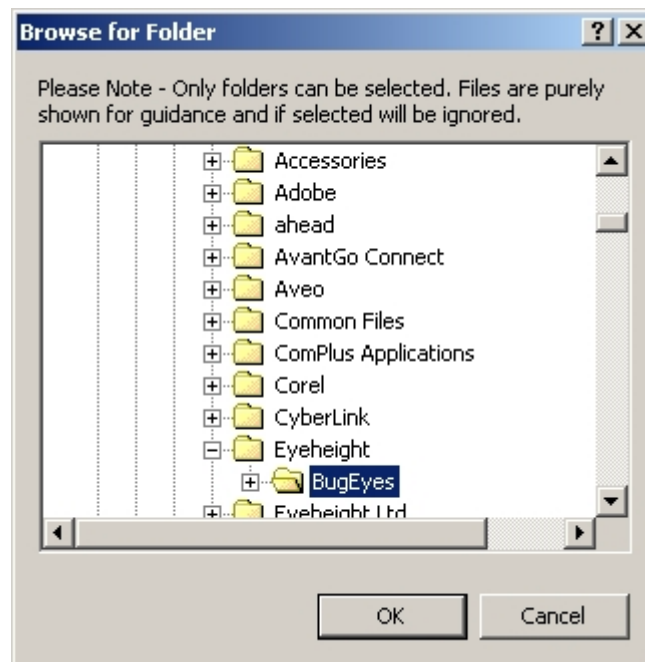 Browse for Folder
Please Note - Only folders can be selected. Files are purely
shown for guidance and if selected will be ignored.
Accessories
Adobe
ahead
AvantGo Connect
Aveo
Common Files
ComPlus Applications
Corel
CyberLink
Eyeheight
BugEyes
Eyeheight Ltd
OK
Cancel